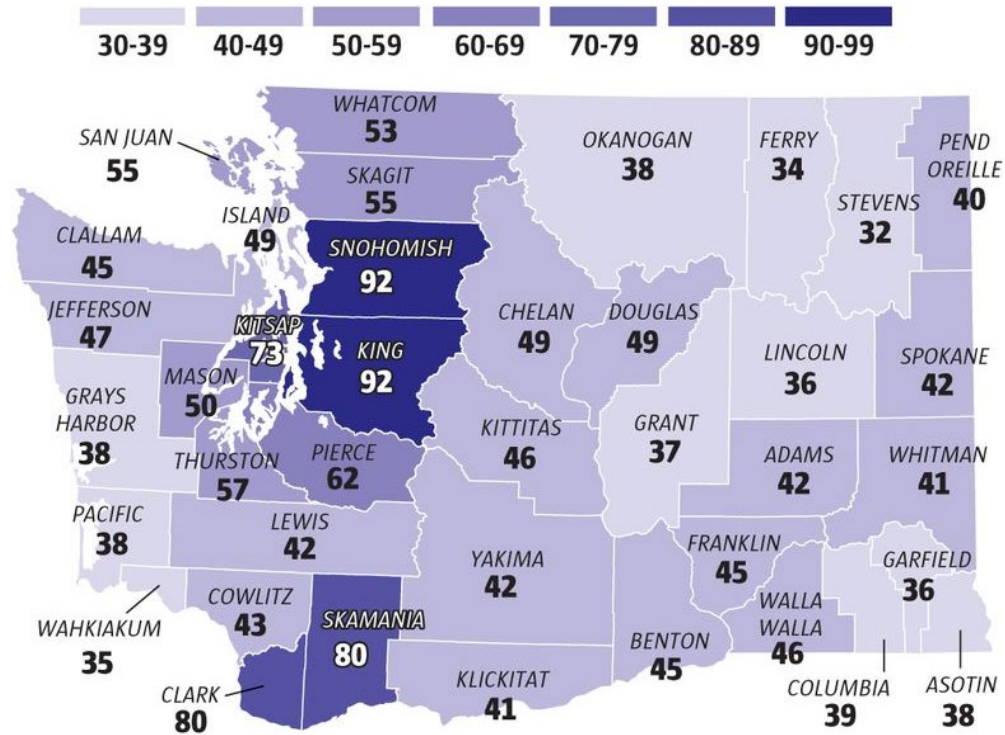 30-39 40-49 50-59 60-69 70-79 80-89 90-99
WHATCOM
53
SAN JUAN
55
SKAGIT
55
ISLAND
49
CLALLAM
45
JEFFERSON
47
SNOHOMISH
92
KITSAP
73
KING
92
MASON
50
GRAYS
HARBOR
38
THURSTON
57
PIERCE
62
PACIFIC
38
LEWIS
42
WAHKIAKUM
35
COWLITZ
43
SKAMANIA
80
CLARK
80
OKANOGAN
38
FERRY
34
STEVENS
32
PEND
OREILLE
40
CHELAN
49
DOUGLAS
49
LINCOLN
36
SPOKANE
42
KITTITAS
46
GRANT
37
ADAMS
42
WHITMAN
41
YAKIMA
42
FRANKLIN
45
GARFIELD
36
WALLA
WALLA
46
BENTON
45
KLICKITAT
41
COLUMBIA
39
ASOTIN
38